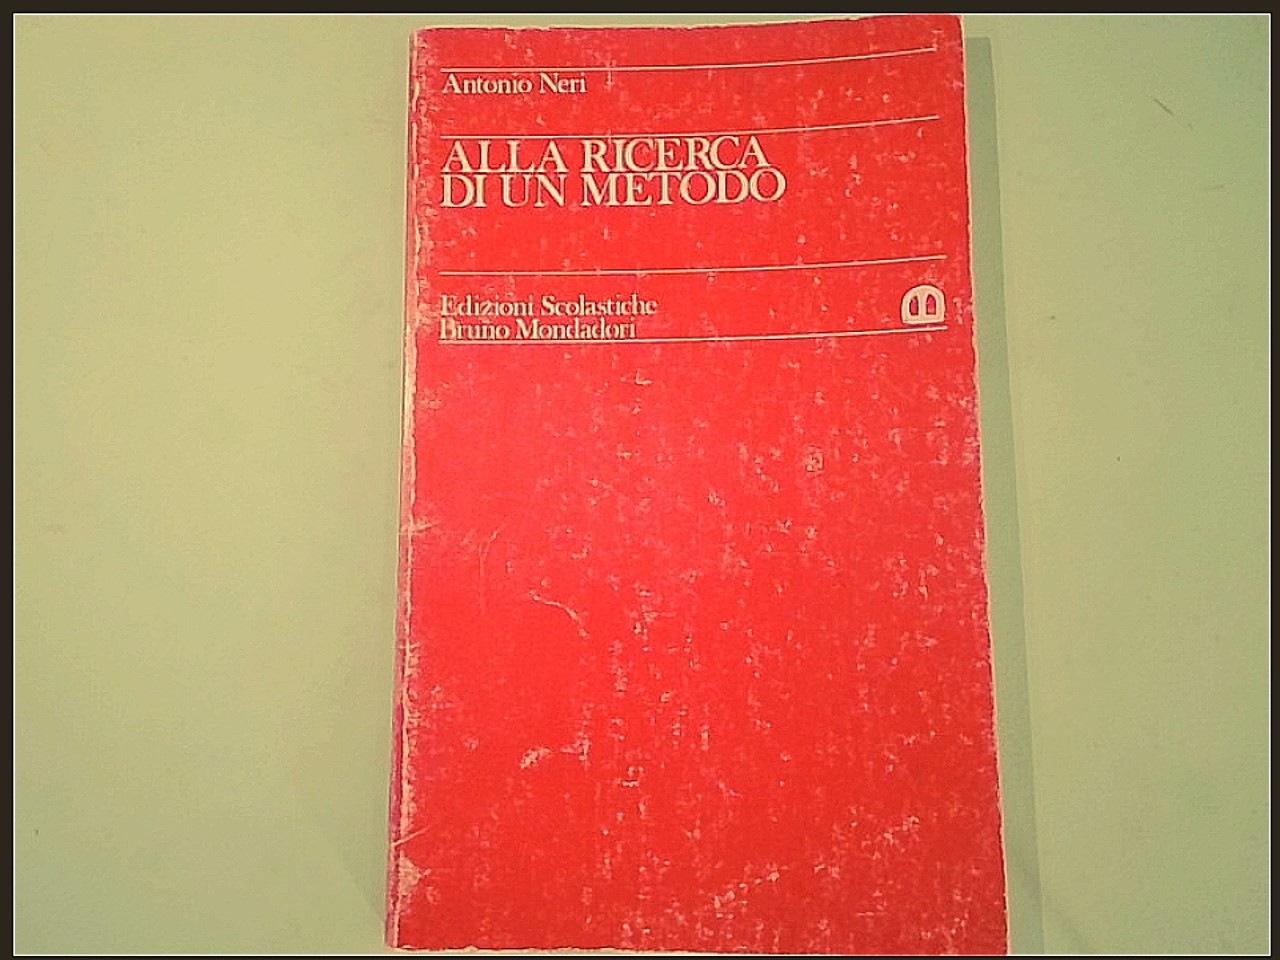 Antonio Neri
ALLA RICERCA
DI UN METODO
Edizioni Scolastiche
Bruno Mondadori